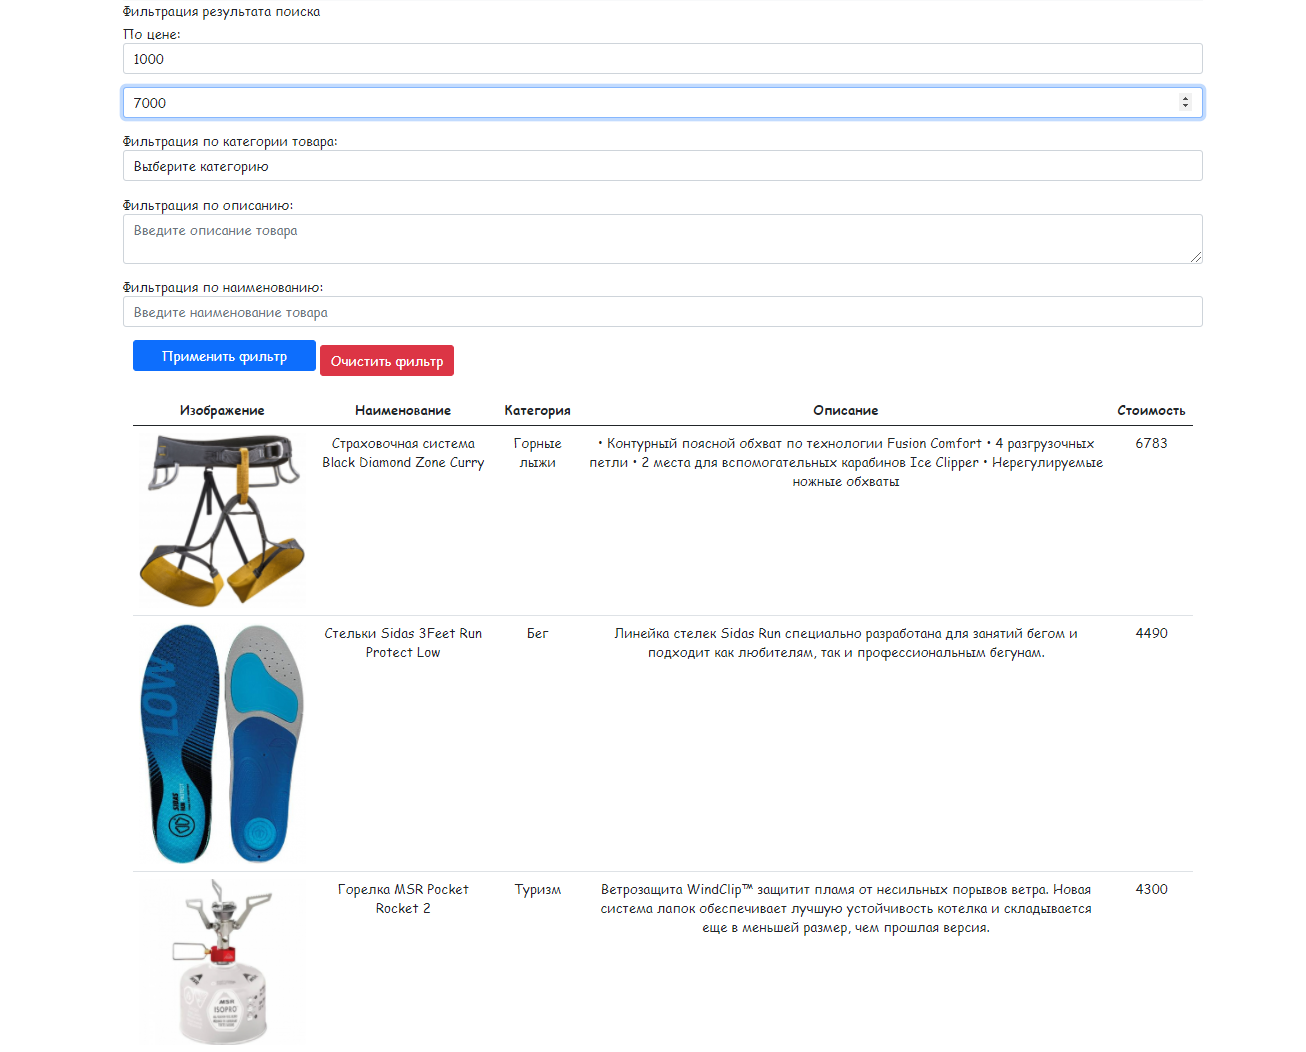 Фильтрация результата поиска
По цене:
1000
7000
Фильтрация по категории товара:
Выберите категорию
Фильтрация по описанию:
Введите описание товара
Фильтрация по наименованию:
Введите наименование товара
Применить фильтр
Очистить фильтр
Изображение Наименование Категория Описание Стоимость
Страховочная система
Black Diamond Zone Curry
Горные
лыжи
• Контурный поясной обхват по технологии Fusion Comfort • 4 разгрузочных
петли • 2 места для вспомогательных карабинов Ice Clipper • Нерегулируемые
ножные обхваты
6783
LOW
SIDAS
Стельки Sidas 3Feet Run
Protect Low
Бег
Линейка стелек Sidas Run специально разработана для занятий бегом и
подходит как любителям, так и профессиональным бегунам.
4490
MSR
ISOPRO
Горелка MSR Pocket
Rocket 2
Туризм
Ветрозащита WindClip™ защитит пламя от несильных порывов ветра. Новая
система лапок обеспечивает лучшую устойчивость котелка и складывается
еще в меньшей размер, чем прошлая версия.
4300